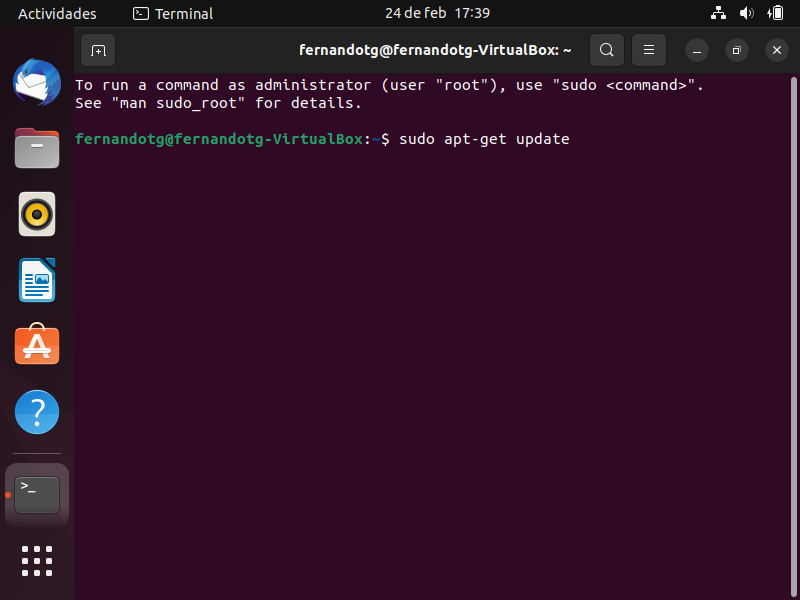 Actividades
Terminal
24 de feb 17:39
fernandotg@fernandotg-VirtualBox: ~
To run a command as administrator (user "root"), use "sudo <command>".
See "man sudo_root" for details.
fernandotg@fernandotg-VirtualBox:~$ sudo apt-get update